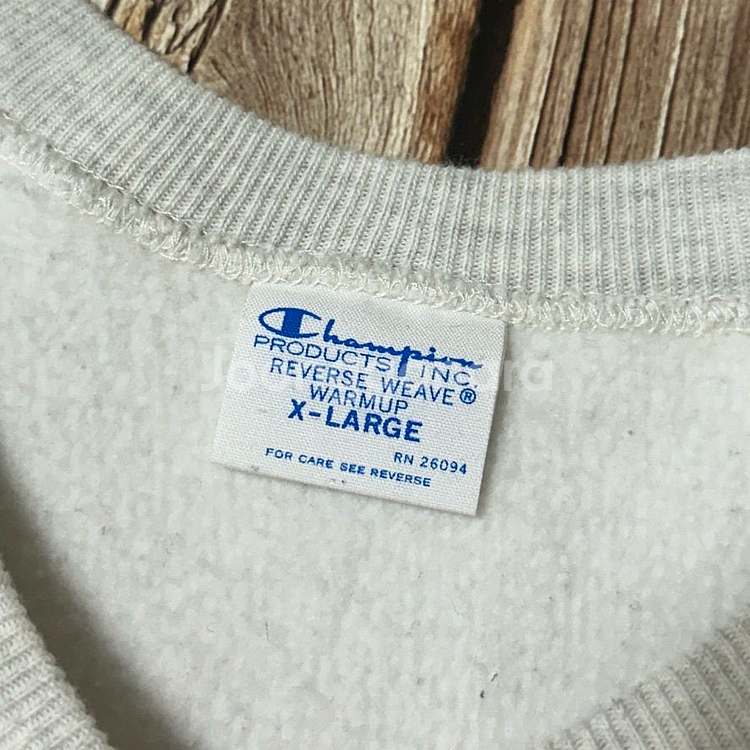 Champion
PRODUCTS INC.
REVERSE WEAVE®
WARMUP
X-LARGE
RN 26094
FOR CARE SEE REVERSE